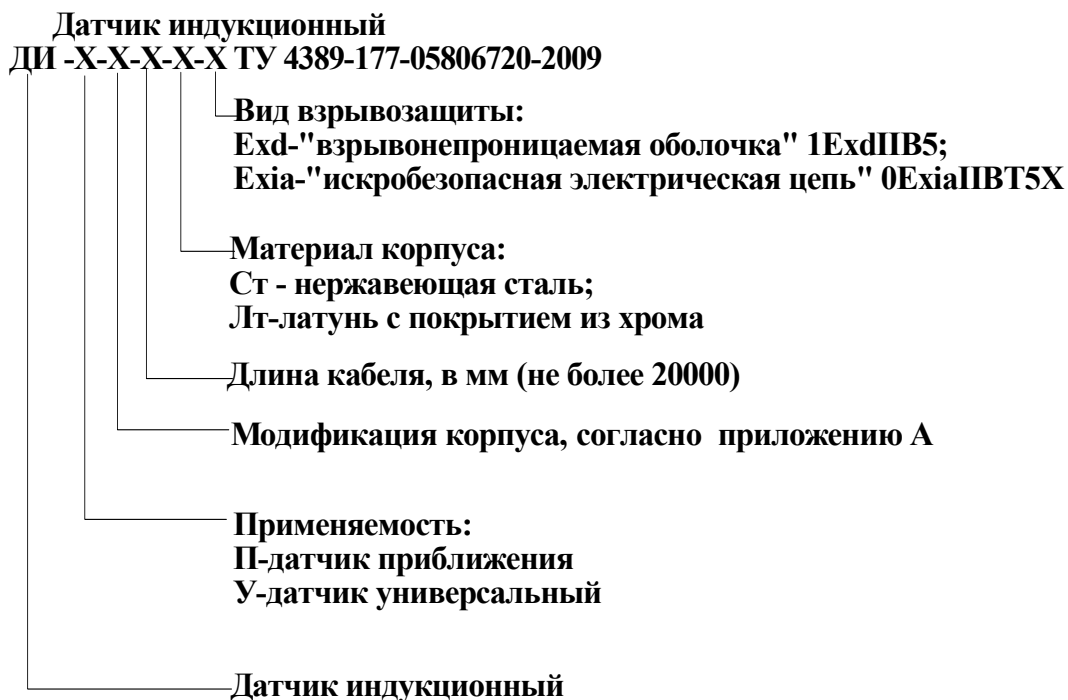 Датчик индукционный
ДИ -Х-Х-Х-Х-Х ТУ 4389-177-05806720-2009
Вид взрывозащиты:
Exd-"взрывонепроницаемая оболочка" 1ExdIIB5;
Exia-"искробезопасная электрическая цепь" 0ExiaIIBT5X
Материал корпуса:
Ст - нержавеющая сталь;
Лт-латунь с покрытием из хрома
Длина кабеля, в мм (не более 20000)
Модификация корпуса, согласно приложению А
Применяемость:
П-датчик приближения
У-датчик универсальный
Датчик индукционный